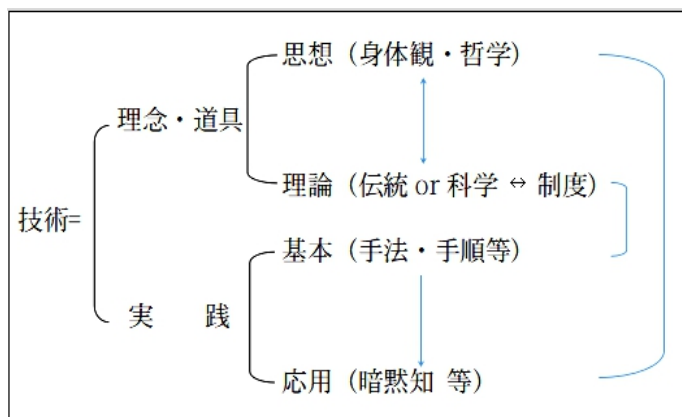 思想（身体観・哲学）
理念・道具
理論（伝統 or 科学 ↔ 制度）
技術=
基本（手法・手順等）
実 践
応用（暗黙知 等）